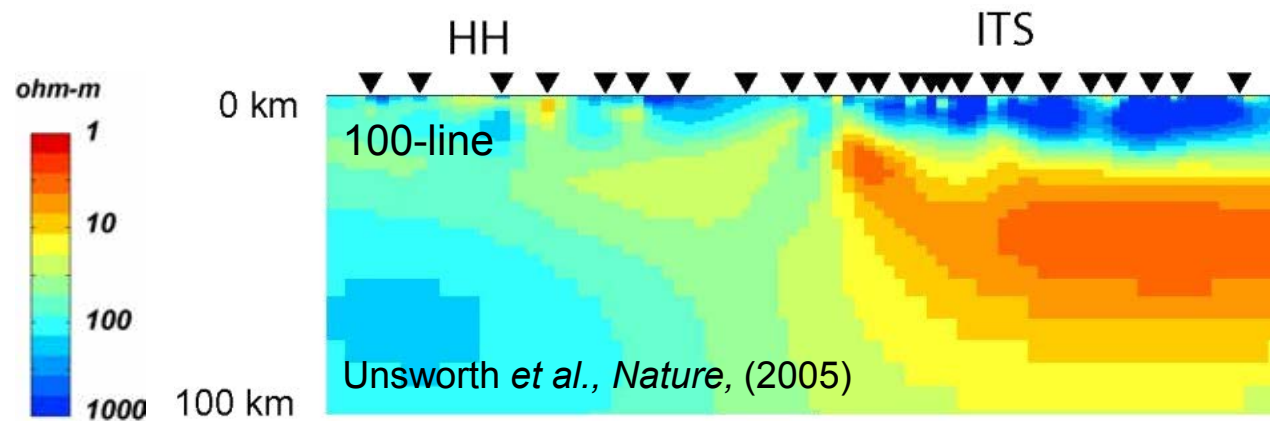 HH
ITS
ohm-m
1
10
100
1000
0 km
100-line
Unsworth et al., Nature, (2005)
100 km